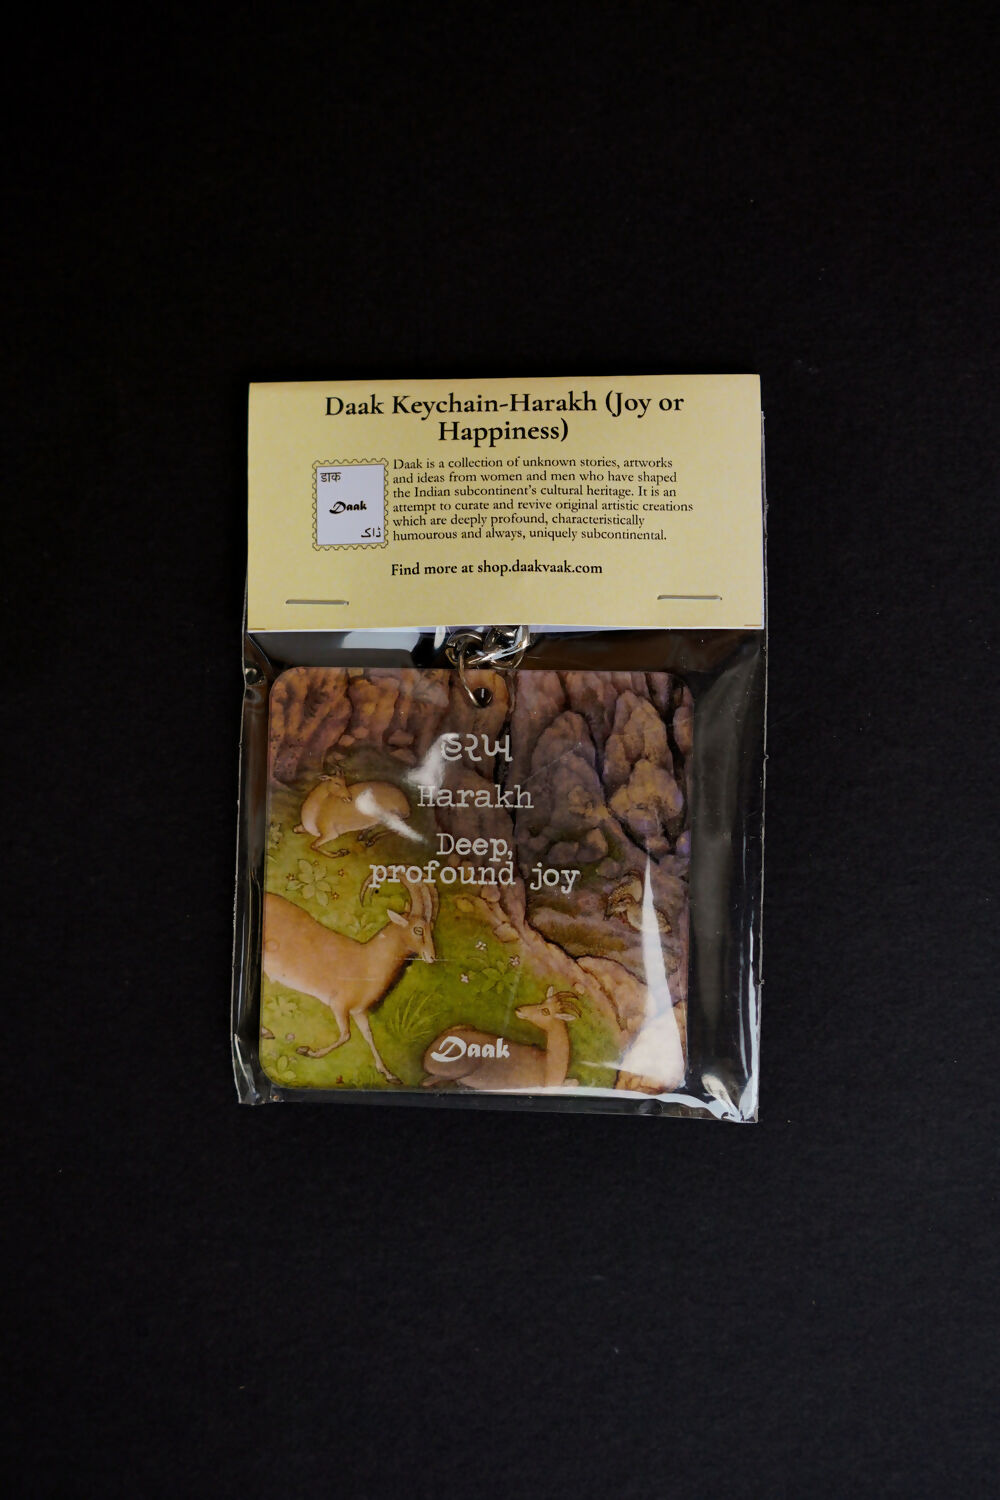 Daak Keychain-Harakh (Joy or
Happiness)
डाक
Daak
ڈاک
Daak is a collection of unknown stories, artworks
and ideas from women and men who have shaped
the Indian subcontinent's cultural heritage. It is an
attempt to curate and revive original artistic creations
which are deeply profound, characteristically
humourous and always, uniquely subcontinental.
Find more at shop.daakvaak.com
હરખ
Harakh
Deep,
profound joy
Daak